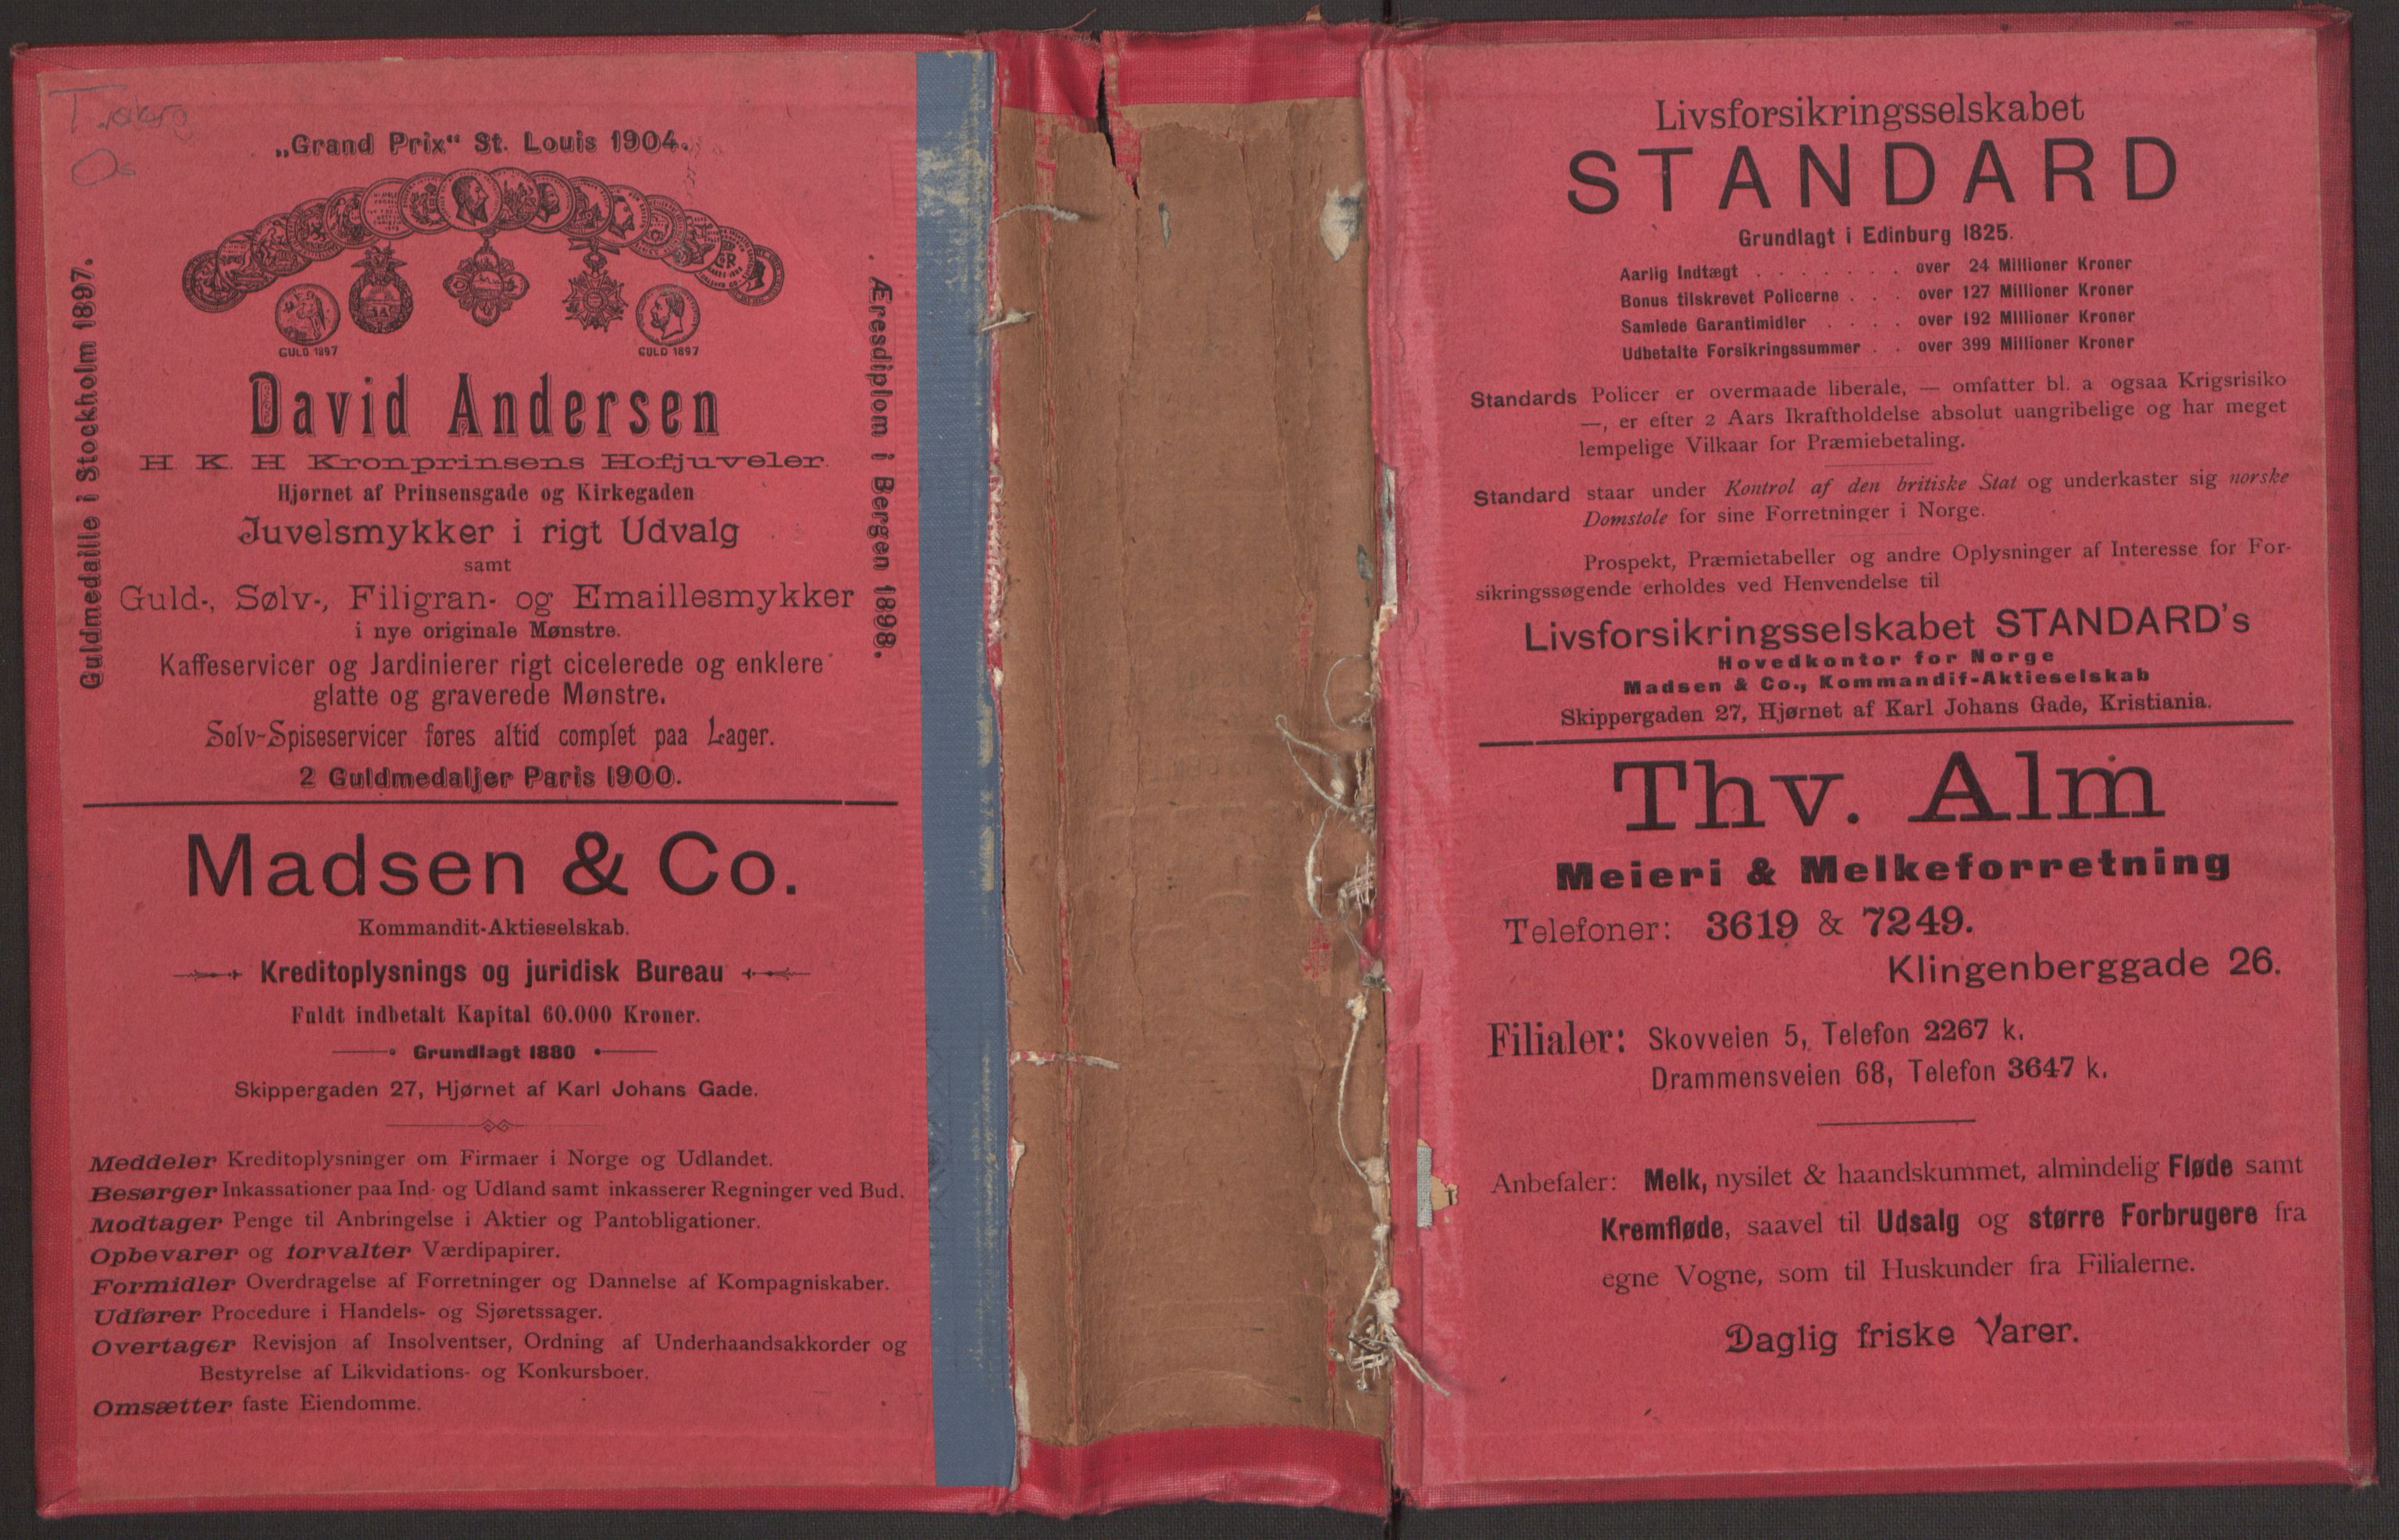 „Grand Prix“ St. Louis 1904.
GULD 1897
GULD 1897
Guldmedaille i Stockholm 1897.
Æresdiplom i Bergen 1898.
David Andersen
H. K. H. Kronprinsens Hofjuveler.
Hjørnet af Prinsensgade og Kirkegaden
Juvelsmykker i rigt Udvalg
samt
Guld-, Sølv-, Filigran- og Emaillesmykker
i nye originale Mønstre.
Kaffeservicer og Jardinierer rigt cicelerede og enklere
glatte og graverede Mønstre.
Solv-Spiseservicer føres altid complet paa Lager.
2 Guldmedaljer Paris 1900.
Madsen & Co.
Kommandit-Aktieselskab.
Kreditoplysnings og juridisk Bureau
Fuldt indbetalt Kapital 60.000 Kroner.
Grundlagt 1880
Skippergaden 27, Hjørnet af Karl Johans Gade.
Meddeler Kreditoplysninger om Firmaer i Norge og Udlandet.
Besørger Inkassationer paa Ind- og Udland samt inkasserer Regninger ved Bud.
Modtager Penge til Anbringelse i Aktier og Pantobligationer.
Opbevarer og forvalter Værdipapirer.
Formidler Overdragelse af Forretninger og Dannelse af Kompagniskaber.
Udfører Procedure i Handels- og Sjøretssager.
Overtager Revisjon af Insolventser, Ordning af Underhaandsakkorder og
Bestyrelse af Likvidations- og Konkursboer.
Omsætter faste Eiendomme.
Livsforsikringsselskabet
STANDARD
Grundlagt i Edinburg 1825.
Aarlig Indtægt . . . . . . . over 24 Millioner Kroner
Bonus tilskrevet Policerne . . . over 127 Millioner Kroner
Samlede Garantimidler . . . . over 192 Millioner Kroner
Udbetalte Forsikringssummer . . over 399 Millioner Kroner
Standards Policer er overmaade liberale, — omfatter bl. a ogsaa Krigsrisiko
—, er efter 2 Aars Ikraftholdelse absolut uangribelige og har meget
lempelige Vilkaar for Præmiebetaling.
Standard staar under Kontrol af den britiske Stat og underkaster sig norske
Domstole for sine Forretninger i Norge.
Prospekt, Præmietabeller og andre Oplysninger af Interesse for For-
sikringssøgende erholdes ved Henvendelse til
Livsforsikringsselskabet STANDARD's
Hovedkontor for Norge
Madsen & Co., Kommandit-Aktieselskab
Skippergaden 27, Hjørnet af Karl Johans Gade, Kristiania.
Thv. Alm
Meieri & Melkeforretning
Telefoner: 3619 & 7249.
Klingenberggade 26.
Filialer: Skovveien 5, Telefon 2267 k.
Drammensveien 68, Telefon 3647 k.
Anbefaler: Melk, nysilet & haandskummet, almindelig Fløde samt
Kremfløde, saavel til Udsalg og større Forbrugere fra
egne Vogne, som til Huskunder fra Filialerne.
Daglig friske Varer.